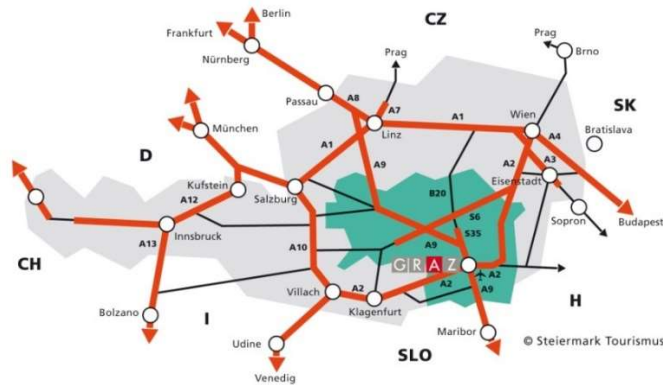 Berlin
Frankfurt
CZ
Prag
Nürnberg
Brno
Prag
Passau
A8
A7
SK
Wien
A1
München
Linz
A4
Bratislava
D
A1
A9
A2
A3
Kufstein
Eisenstadt
A12
Salzburg
B20
S6
Sopron
Budapest
Innsbruck
S35
A13
A10
A9
CH
GRAZ
A2
A2
A9
H
Villach
A2
Bolzano
I
Klagenfurt
Maribor
Udine
SLO
© Steiermark Tourismus
Venedig